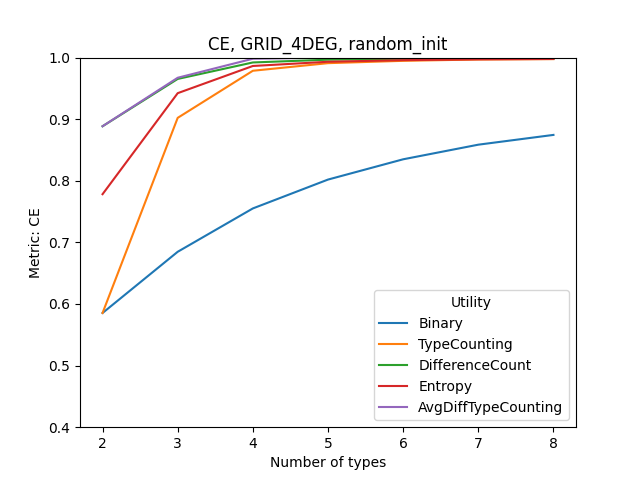 CE, GRID_4DEG, random_init
1.0
0.9
0.8
0.7
0.6
0.5
0.4
Metric: CE
2 3 4 5 6 7 8
Number of types
Utility
Binary
TypeCounting
DifferenceCount
Entropy
AvgDiffTypeCounting